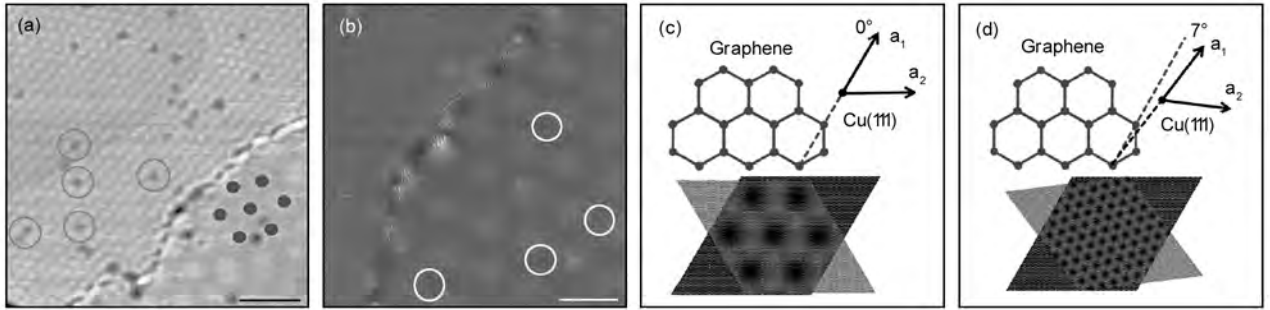 (a)
(b)
(c)
0°
a1
Graphene
a2
Cu(111)
(d)
7°
a1
Graphene
a2
Cu(111)